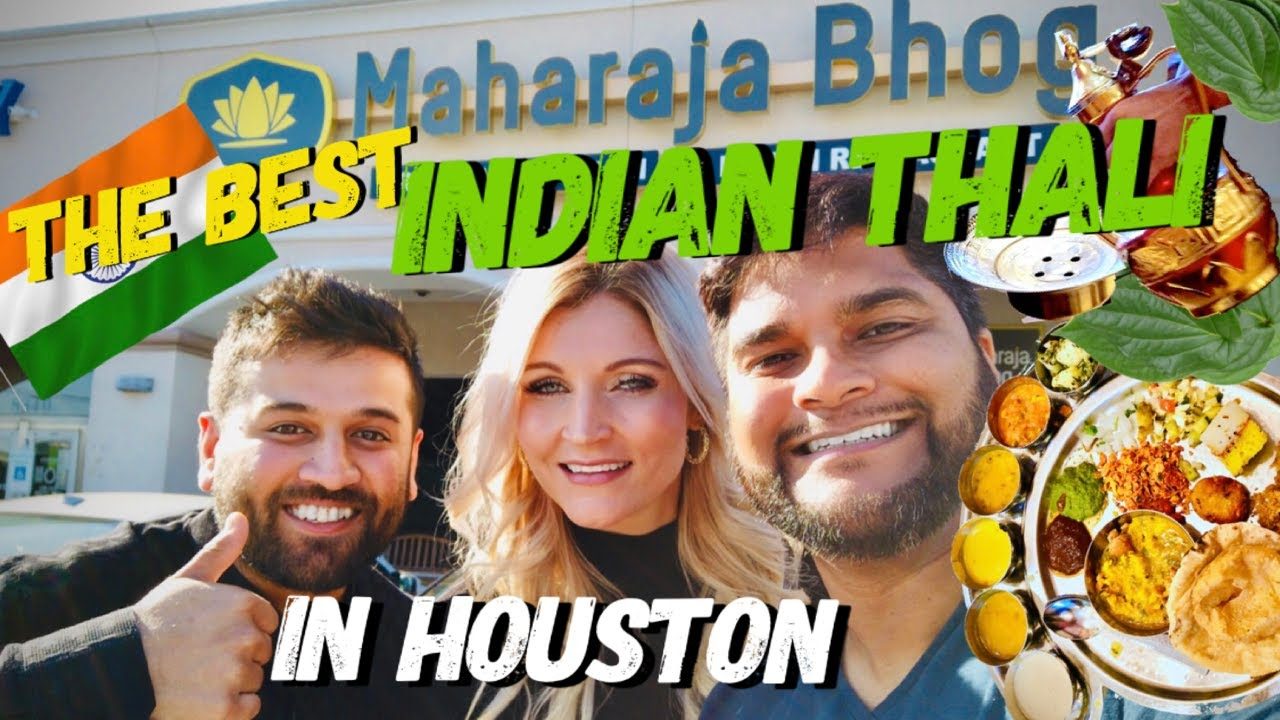 Maharaja Bhog
THE BEST
INDIAN THALI
IN HOUSTON